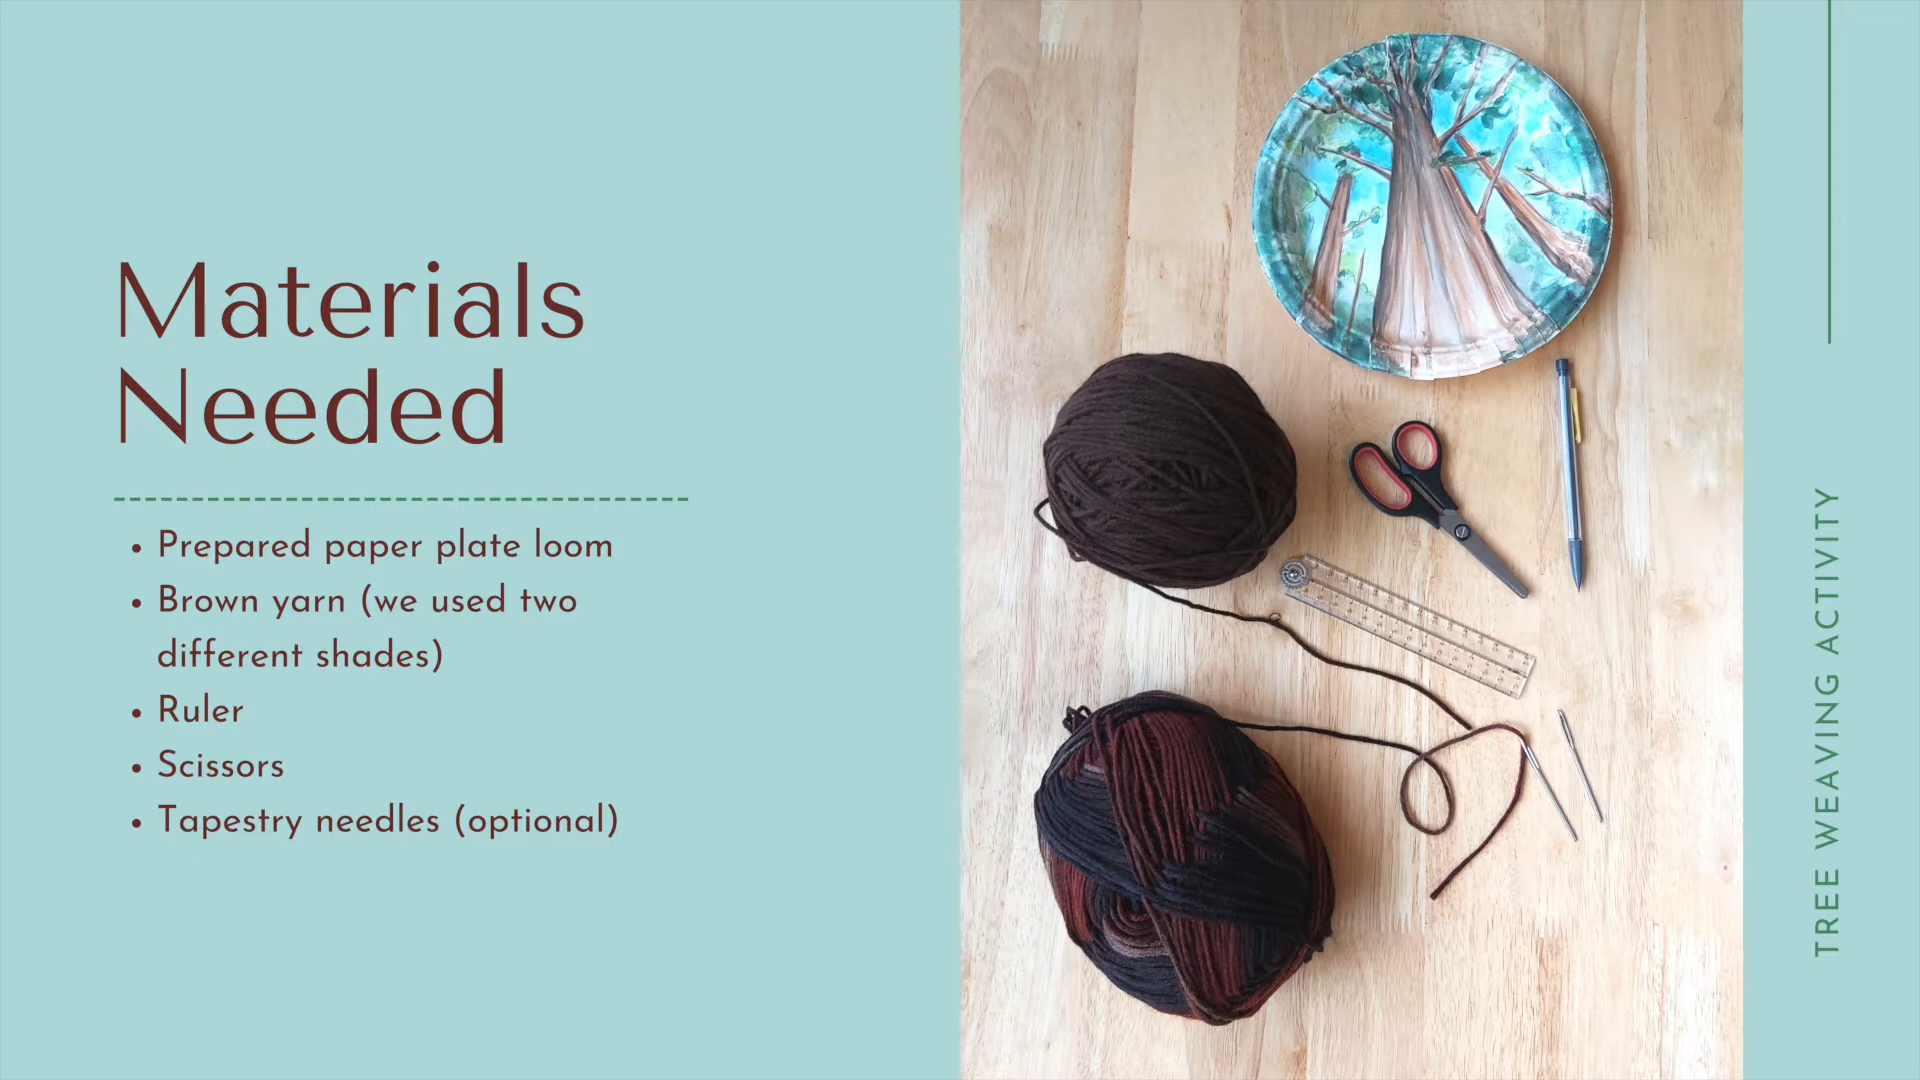 Materials
Needed
Prepared paper plate loom
Brown yarn (we used two
different shades)
Ruler
Scissors
Tapestry needles (optional)
TREE WEAVING ACTIVITY